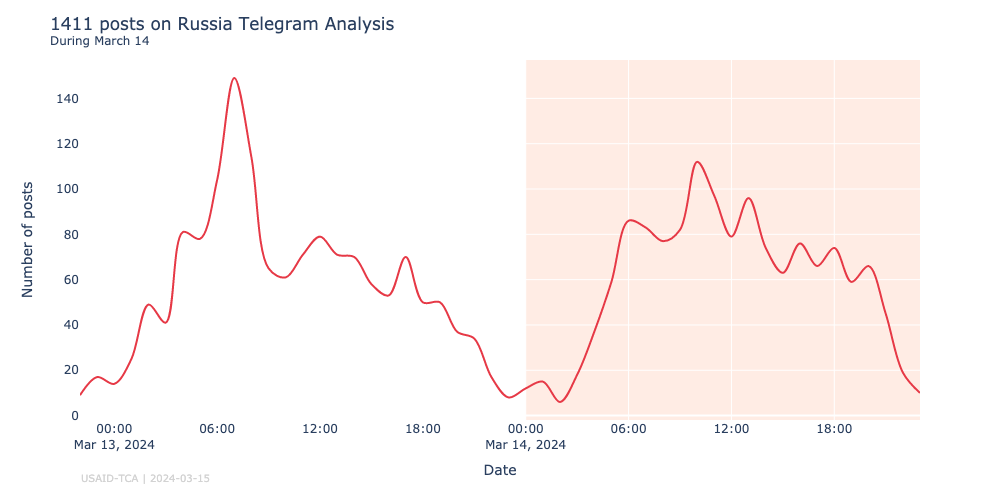 1411 posts on Russia Telegram Analysis
During March 14
Number of posts
140
120
100
80
60
40
20
0
00:00 06:00 12:00 18:00 00:00 06:00 12:00 18:00
Mar 13, 2024 Mar 14, 2024
Date
USAID-TCA | 2024-03-15